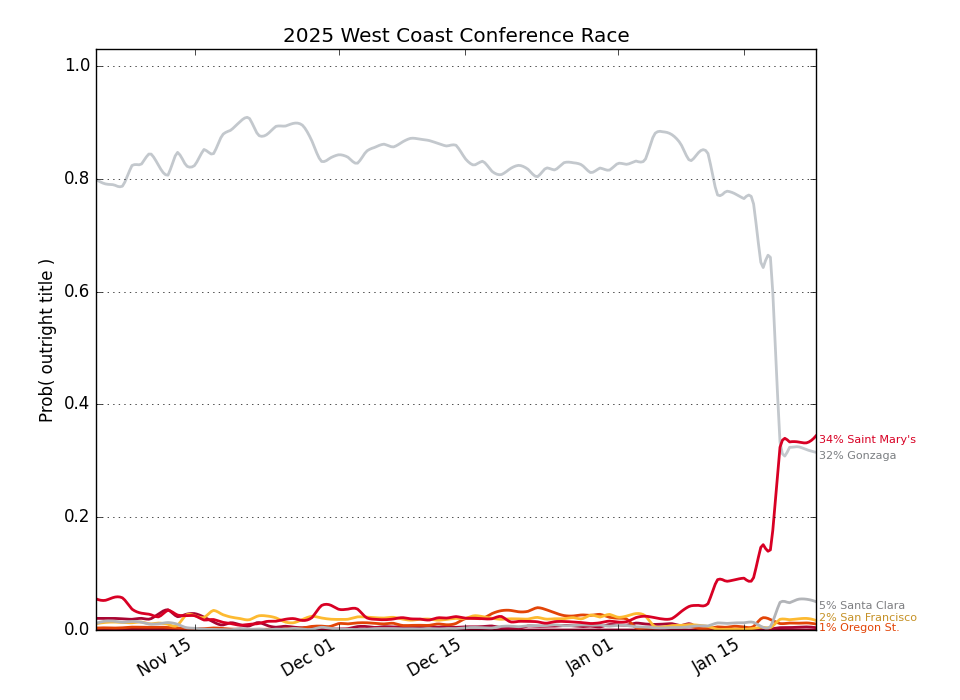 2025 West Coast Conference Race
Prob( outright title )
1.0
0.8
0.6
0.4
0.2
0.0
34% Saint Mary's
32% Gonzaga
5% Santa Clara
2% San Francisco
1% Oregon St.
Nov 15
Dec 01
Dec 15
Jan 01
Jan 15